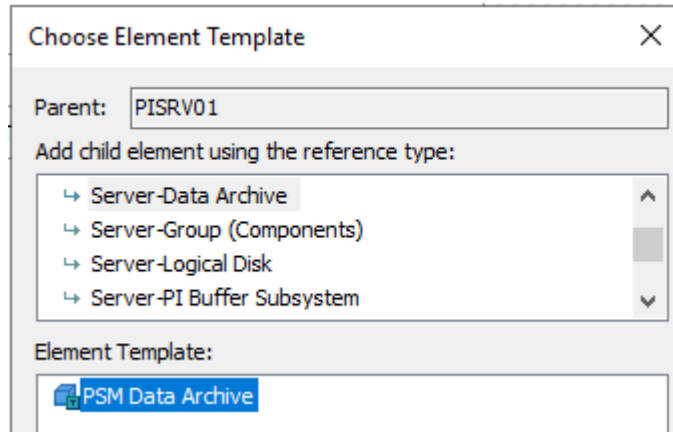 Choose Element Template
Parent: PISRV01
Add child element using the reference type:
Server-Data Archive
Server-Group (Components)
Server-Logical Disk
Server-PI Buffer Subsystem
Element Template:
PSM Data Archive